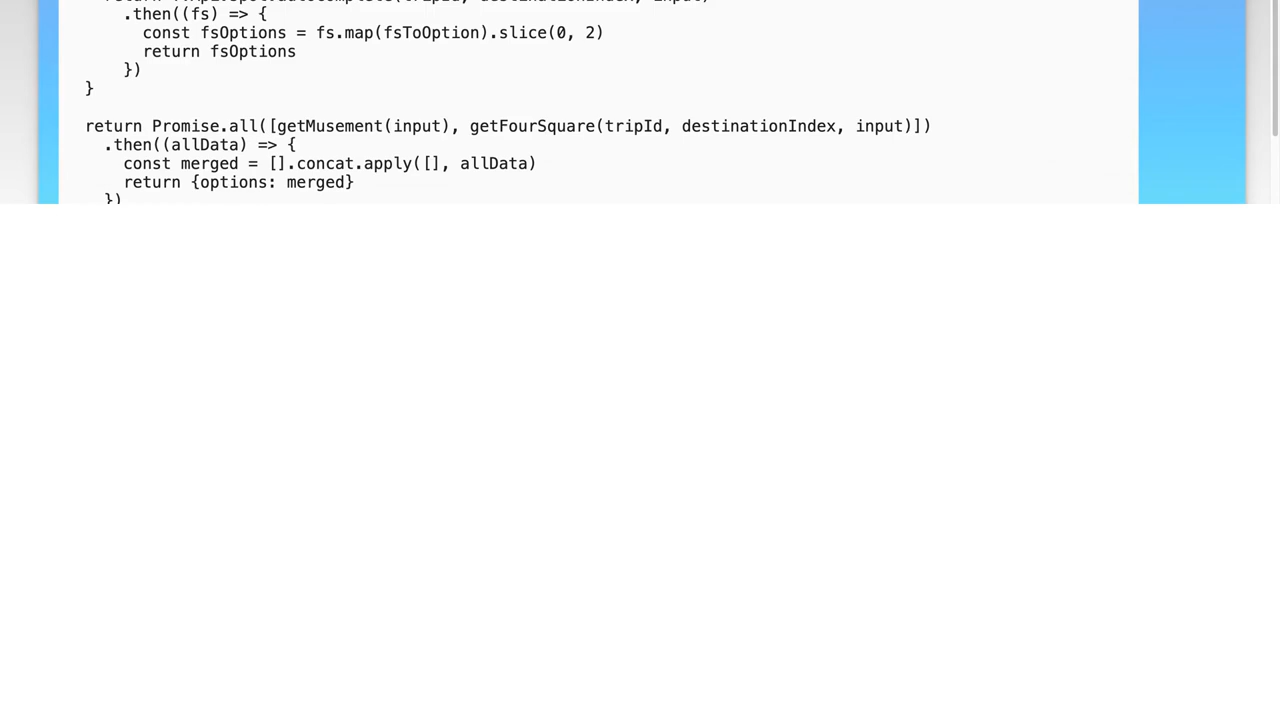 .then((fs) => {
const fsOptions = fs.map(fsToOption).slice(0, 2)
return fsOptions
})
}
return Promise.all([getMusement(input), getFourSquare(tripId, destinationIndex, input)])
.then((allData) => {
const merged = [].concat.apply([], allData)
return {options: merged}
})